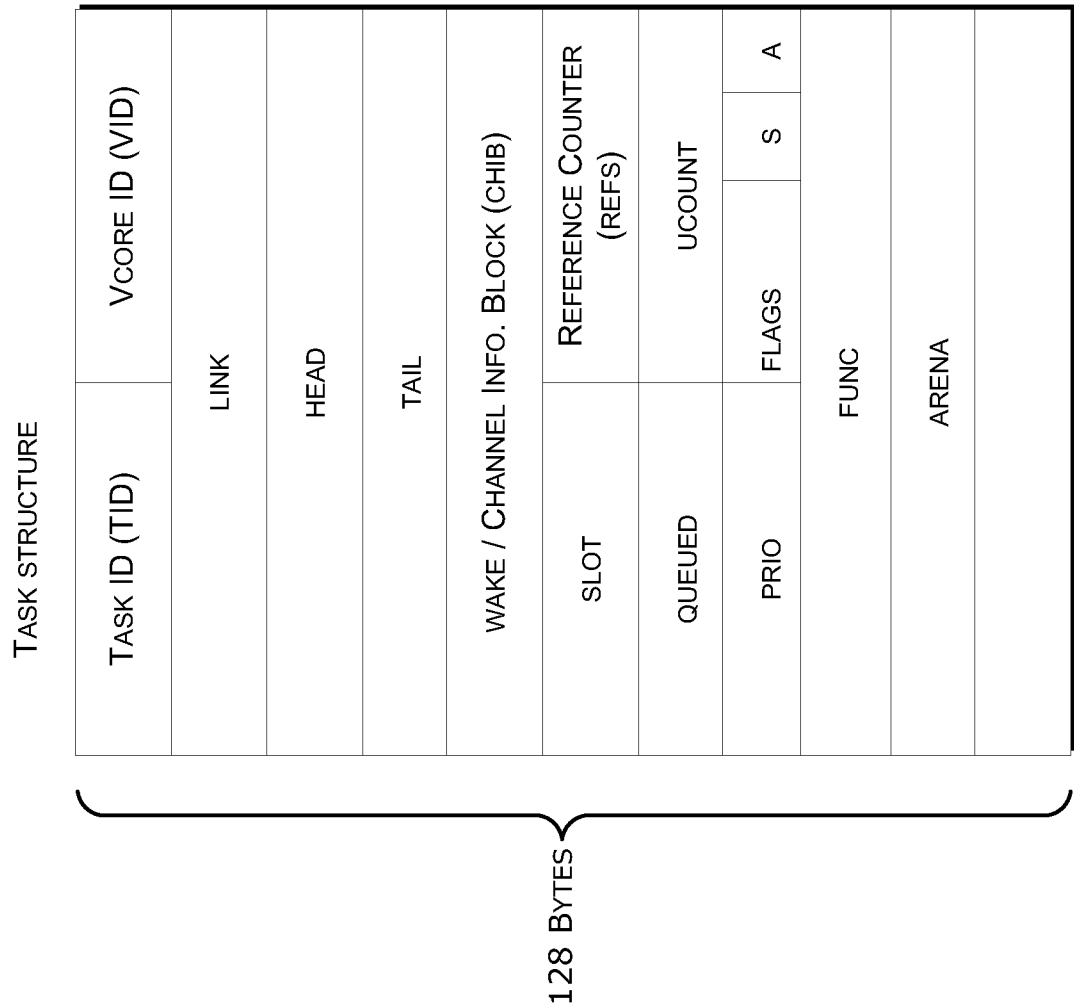 TASK STRUCTURE
TASK ID (TID)
VCORE ID (VID)
LINK
HEAD
TAIL
WAKE / CHANNEL INFO. BLOCK (CHIB)
SLOT
REFERENCE COUNTER
(REFS)
QUEUED
UCOUNT
PRIO
FLAGS
S
A
FUNC
ARENA
128 BYTES